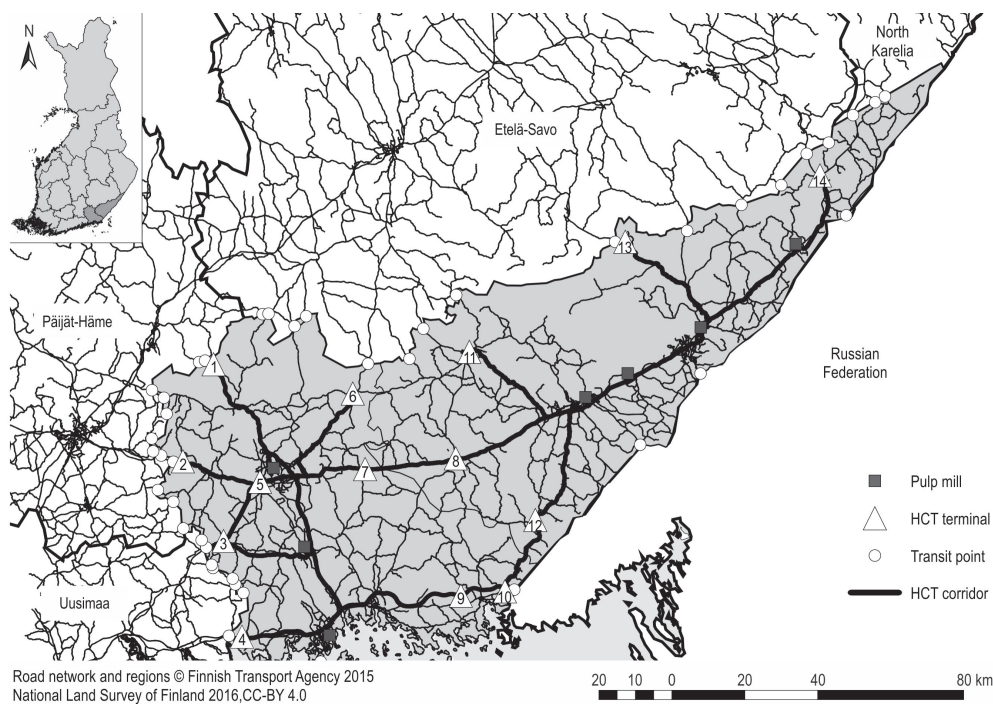 N
North
Karelia
Etelä-Savo
14
13
Päijät-Häme
Russian
Federation
1
11
6
2
5
7
8
12
3
Uusimaa
9
10
4
Pulp mill
HCT terminal
Transit point
HCT corridor
Road network and regions © Finnish Transport Agency 2015
National Land Survey of Finland 2016,CC-BY 4.0
20 10 0 20 40 80 km